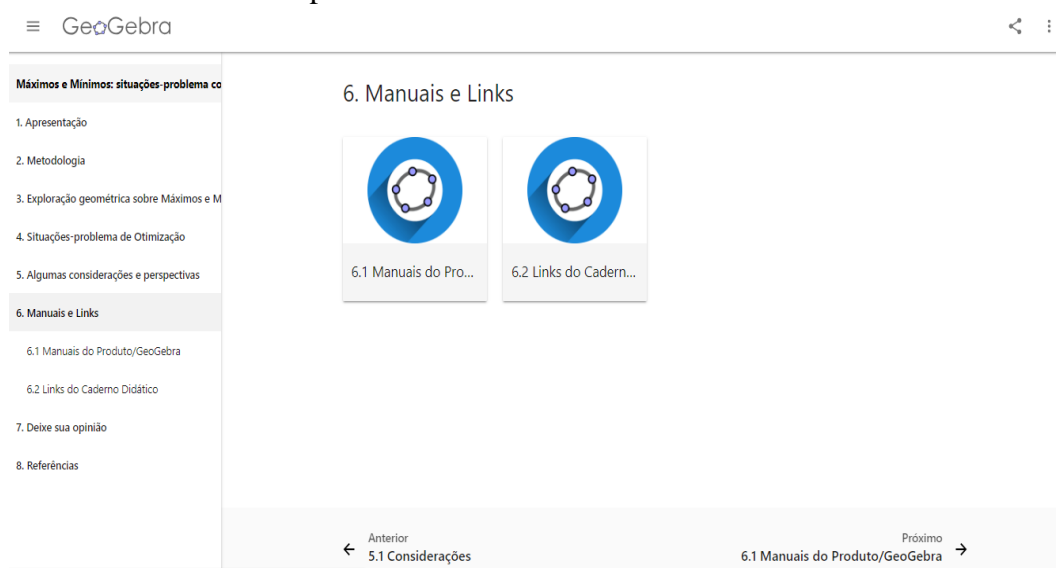 GeoGebra
Máximos e Mínimos: situações-problema co
1. Apresentação
2. Metodologia
3. Exploração geométrica sobre Máximos e M
4. Situações-problema de Otimização
5. Algumas considerações e perspectivas
6. Manuais e Links
6.1 Manuais do Produto/GeoGebra
6.2 Links do Caderno Didático
7. Deixe sua opinião
8. Referências
6. Manuais e Links
6.1 Manuais do Pro...
6.2 Links do Cadern...
Anterior
5.1 Considerações
Próximo
6.1 Manuais do Produto/GeoGebra